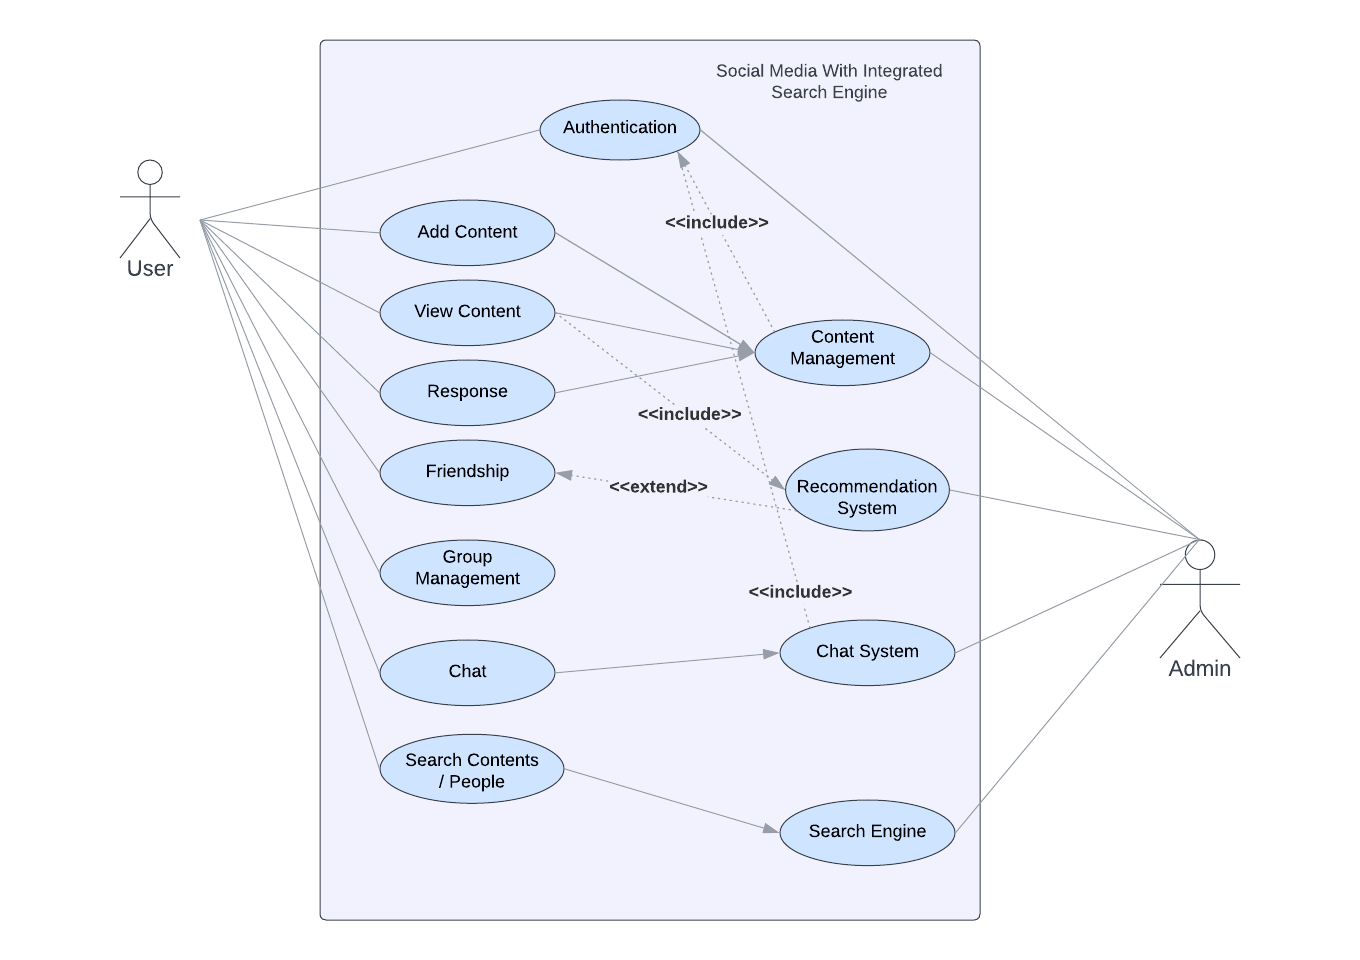 Social Media With Integrated
Search Engine
Authentication
User
Add Content
<<include>>
View Content
Content
Management
Response
<<include>>
Friendship
<<extend>>
Recommendation
System
Group
Management
<<include>>
Chat
Chat System
Admin
Search Contents
/ People
Search Engine